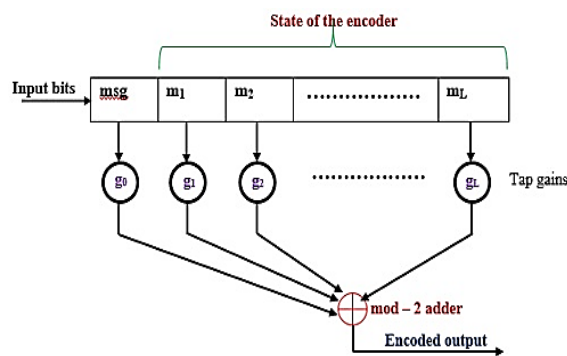 State of the encoder
Input bits
msg m₁ m₂ ................ mL
g₀ g₁ g₂ ................ gL Tap gains
mod – 2 adder
Encoded output